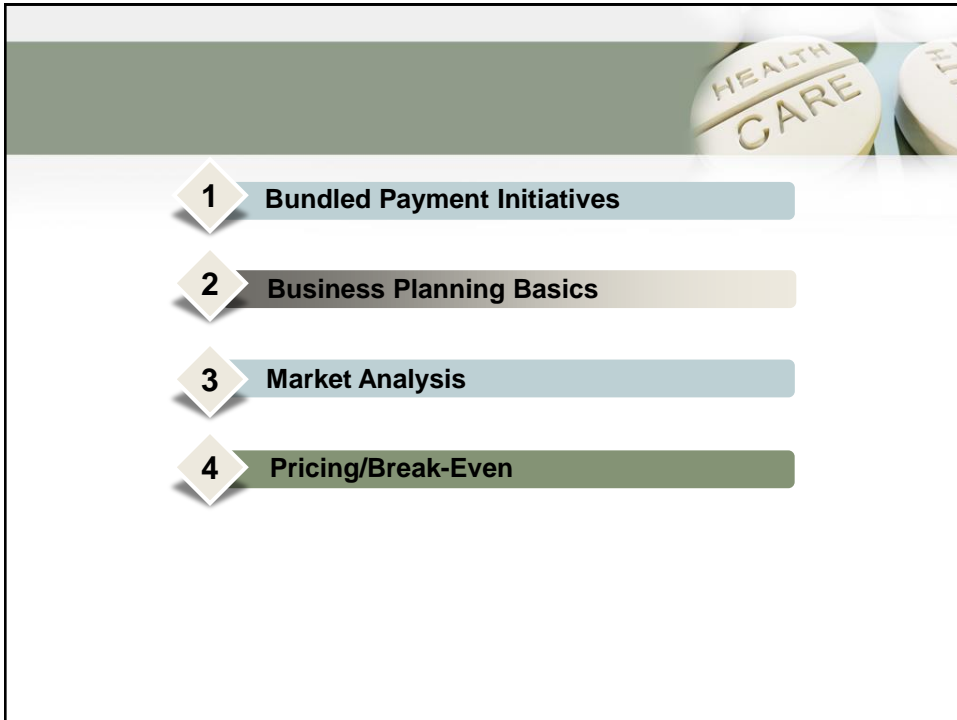 HEALTH
CARE
1 Bundled Payment Initiatives
2 Business Planning Basics
3 Market Analysis
4 Pricing/Break-Even